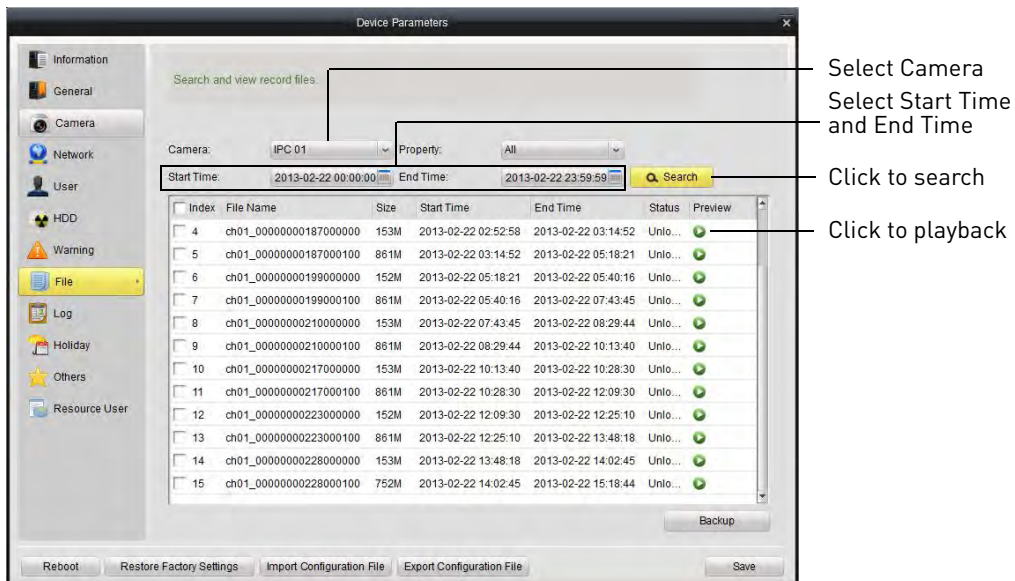 Device Parameters
Information
General
Camera
Network
User
HDD
Warning
File
Log
Holiday
Others
Resource User
Search and view record files.
Camera: IPC 01 Property: All
Start Time: 2013-02-22 00:00:00 End Time: 2013-02-22 23:59:59 Search
Index File Name Size Start Time End Time Status Preview
4 ch01_00000000187000000 153M 2013-02-22 02:52:58 2013-02-22 03:14:52 Unlo...
5 ch01_00000000187000100 861M 2013-02-22 03:14:52 2013-02-22 05:18:21 Unlo...
6 ch01_00000000199000000 152M 2013-02-22 05:18:21 2013-02-22 05:40:16 Unlo...
7 ch01_00000000199000100 861M 2013-02-22 05:40:16 2013-02-22 07:43:45 Unlo...
8 ch01_00000000210000000 153M 2013-02-22 07:43:45 2013-02-22 08:29:44 Unlo...
9 ch01_00000000210000100 861M 2013-02-22 08:29:44 2013-02-22 10:13:40 Unlo...
10 ch01_00000000217000000 153M 2013-02-22 10:13:40 2013-02-22 10:28:30 Unlo...
11 ch01_00000000217000100 861M 2013-02-22 10:28:30 2013-02-22 12:09:30 Unlo...
12 ch01_00000000223000000 152M 2013-02-22 12:09:30 2013-02-22 12:25:10 Unlo...
13 ch01_00000000223000100 861M 2013-02-22 12:25:10 2013-02-22 13:48:18 Unlo...
14 ch01_00000000228000000 153M 2013-02-22 13:48:18 2013-02-22 14:02:45 Unlo...
15 ch01_00000000228000100 752M 2013-02-22 14:02:45 2013-02-22 15:18:44 Unlo...
Backup
Reboot Restore Factory Settings Import Configuration File Export Configuration File Save
Select Camera
Select Start Time
and End Time
Click to search
Click to playback